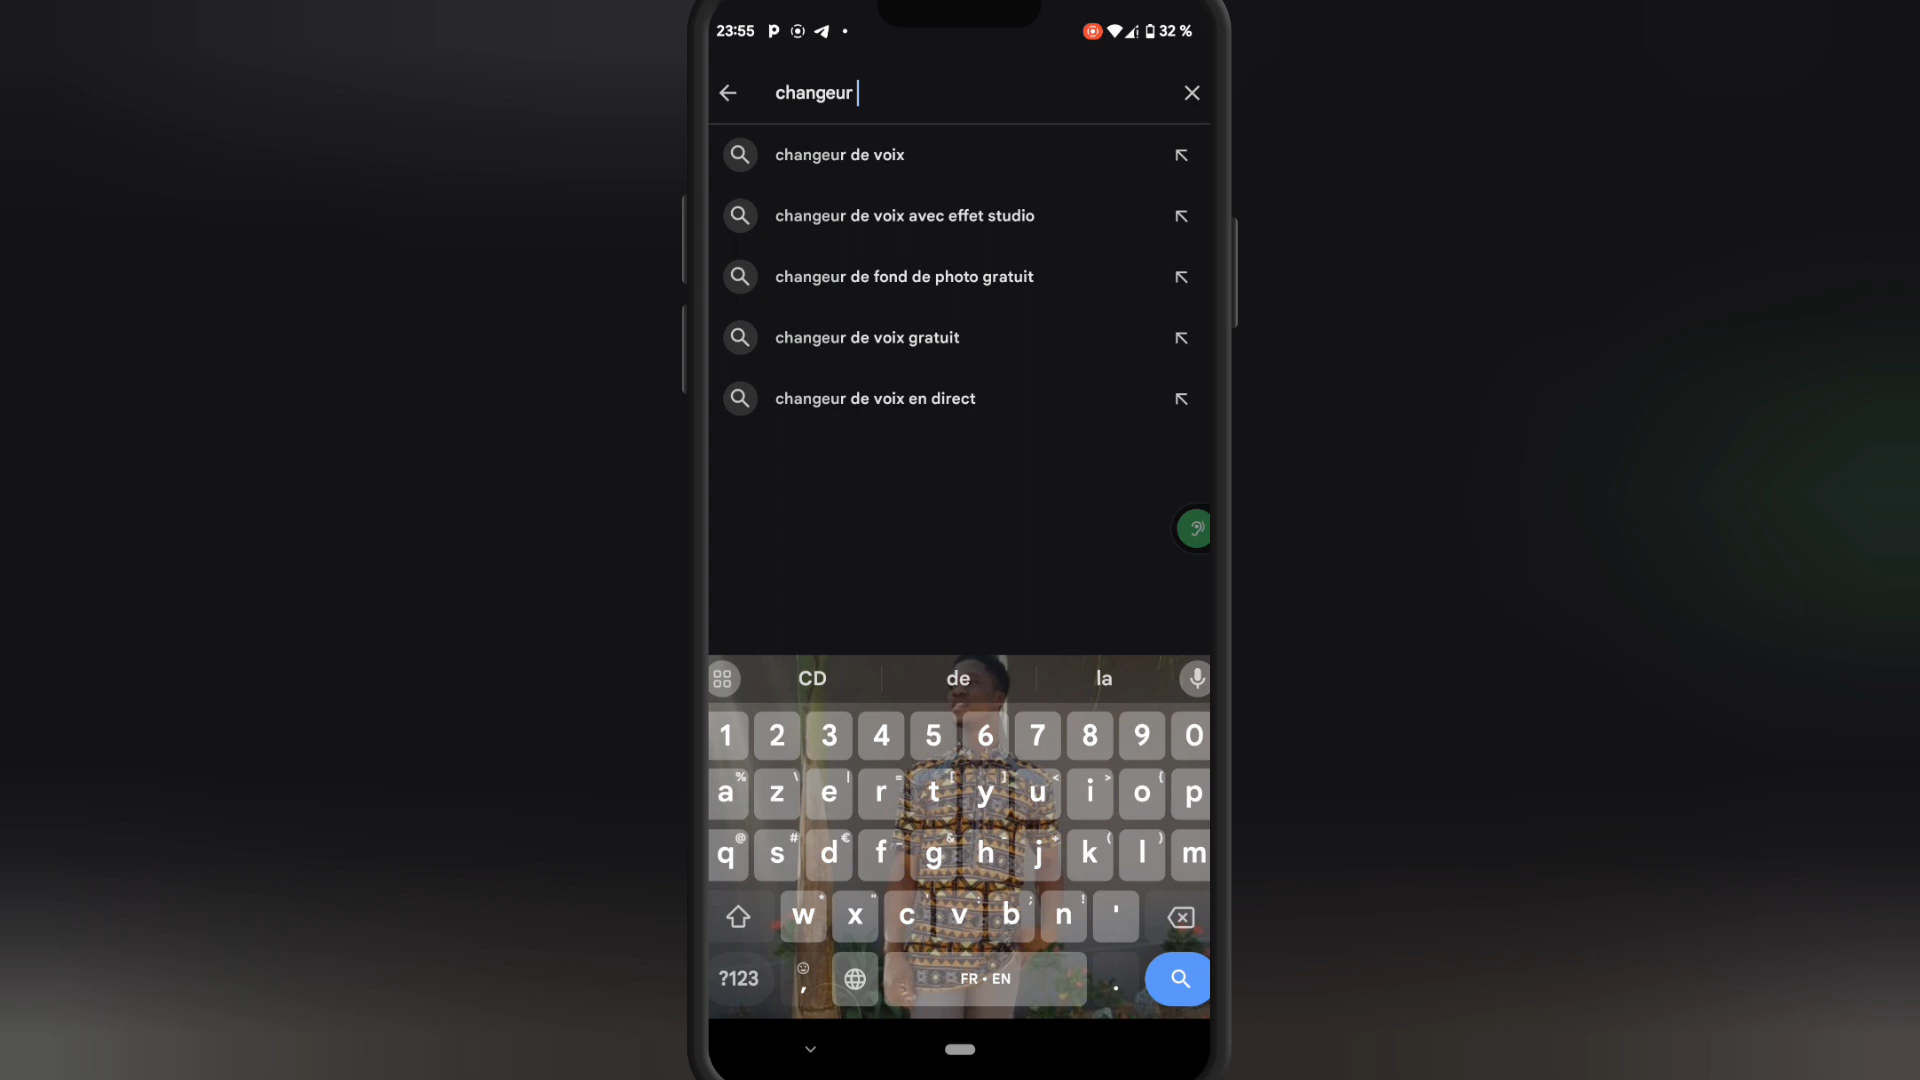 23:55 32 %
changeur
changeur de voix
changeur de voix avec effet studio
changeur de fond de photo gratuit
changeur de voix gratuit
changeur de voix en direct
CD de la
1 2 3 4 5 6 7 8 9 0
a % z \ e | r = t [ y ] u < i > o { p
q @ s # d € f _ g & h - j + k ( l ) m
w * x " c ' v : b ; n ! '
?123 , FR • EN .